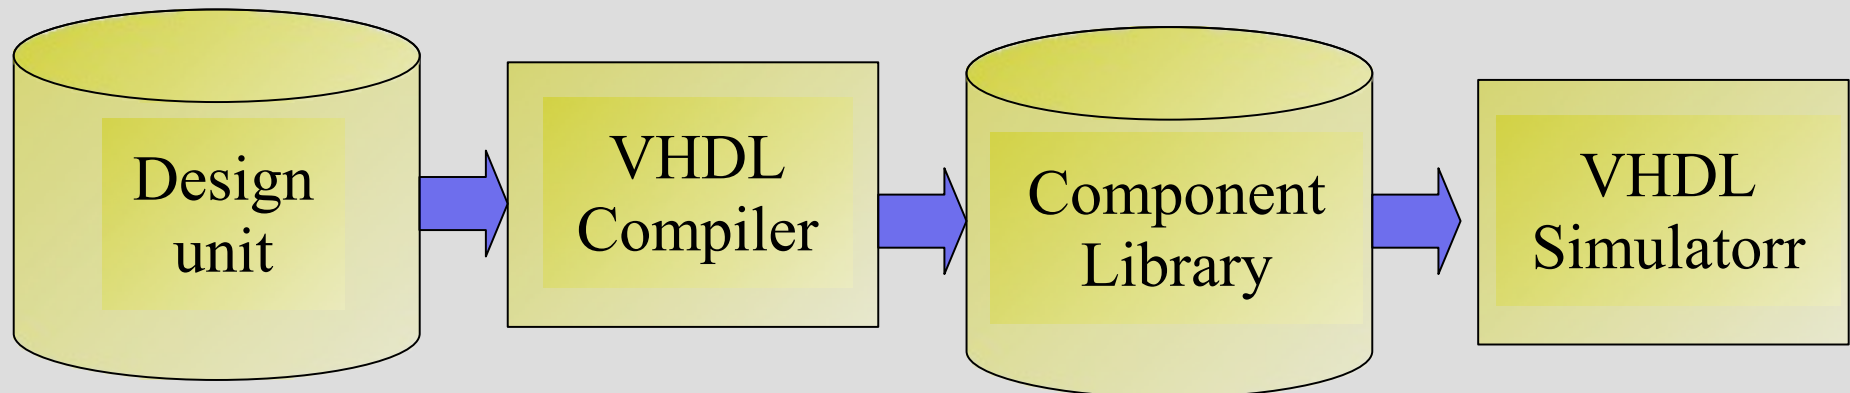 Design
unit
VHDL
Compiler
Component
Library
VHDL
Simulatorr